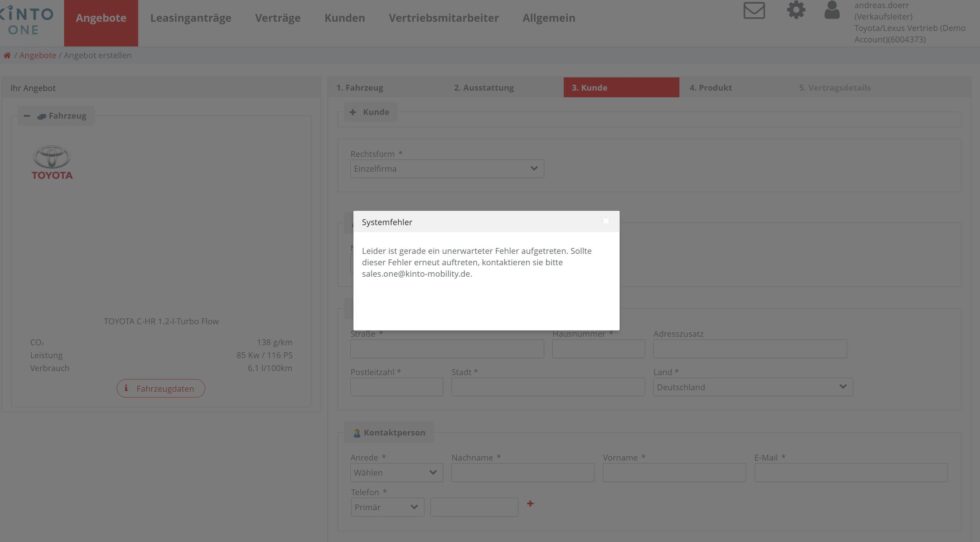 KINTO
ONE
Angebote
Leasinganträge
Verträge
Kunden
Vertriebsmitarbeiter
Allgemein
andreas.doerr
(Verkaufsleiter)
Toyota/Lexus Vertrieb (Demo
Account)(6004373)
/ Angebote / Angebot erstellen
Ihr Angebot
Fahrzeug
TOYOTA
TOYOTA C-HR 1.2-l-Turbo Flow
CO₂ 138 g/km
Leistung 85 Kw / 116 PS
Verbrauch 6,1 l/100km
Fahrzeugdaten
1. Fahrzeug
2. Ausstattung
3. Kunde
4. Produkt
5. Vertragsdetails
Kunde
Rechtsform *
Einzelfirma
Systemfehler
Leider ist gerade ein unerwarteter Fehler aufgetreten. Sollte
dieser Fehler erneut auftreten, kontaktieren sie bitte
sales.one@kinto-mobility.de.
Straße *
Hausnummer *
Adresszusatz
Postleitzahl *
Stadt *
Land *
Deutschland
Kontaktperson
Anrede *
Nachname *
Vorname *
E-Mail *
Wählen
Telefon *
Primär